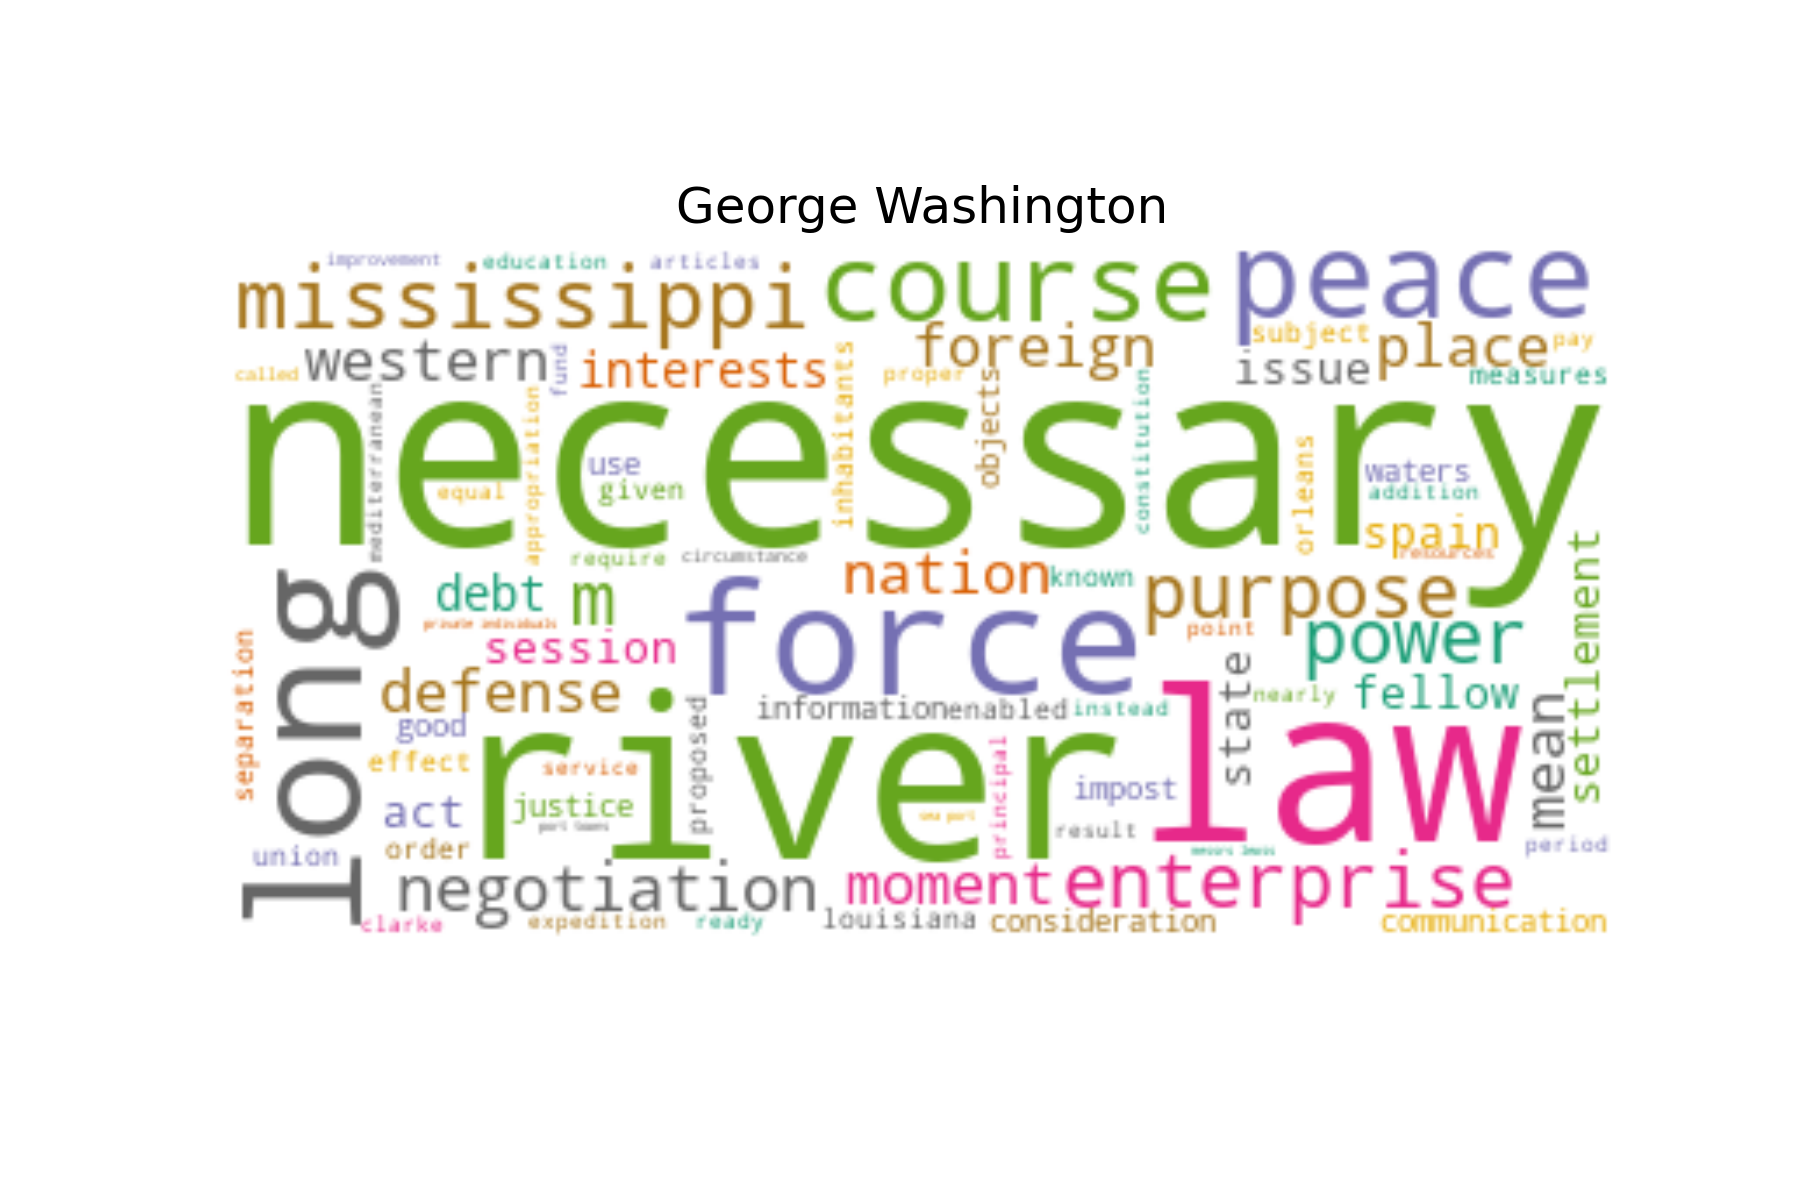 George Washington
improvement
education
articles
mississippi
course
peace
foreign
subject
place
pay
called
western
fund
interests
inhabitants
proper
objects
issue
measures
necessary
mediterranean
appropriation
constitution
use
equal
given
orleans
waters
addition
spain
resources
require
circumstance
nation
known
purpose
settlement
long
debt
m
force
private individuals
session
point
power
separation
defense
state
nearly
fellow
information
enabled
instead
good
proposed
river
law
mean
effect
service
principal
impost
act
justice
port towns
sea port
result
union
order
messrs lewis
period
negotiation
moment
enterprise
clarke
expedition
ready
louisiana
consideration
communication